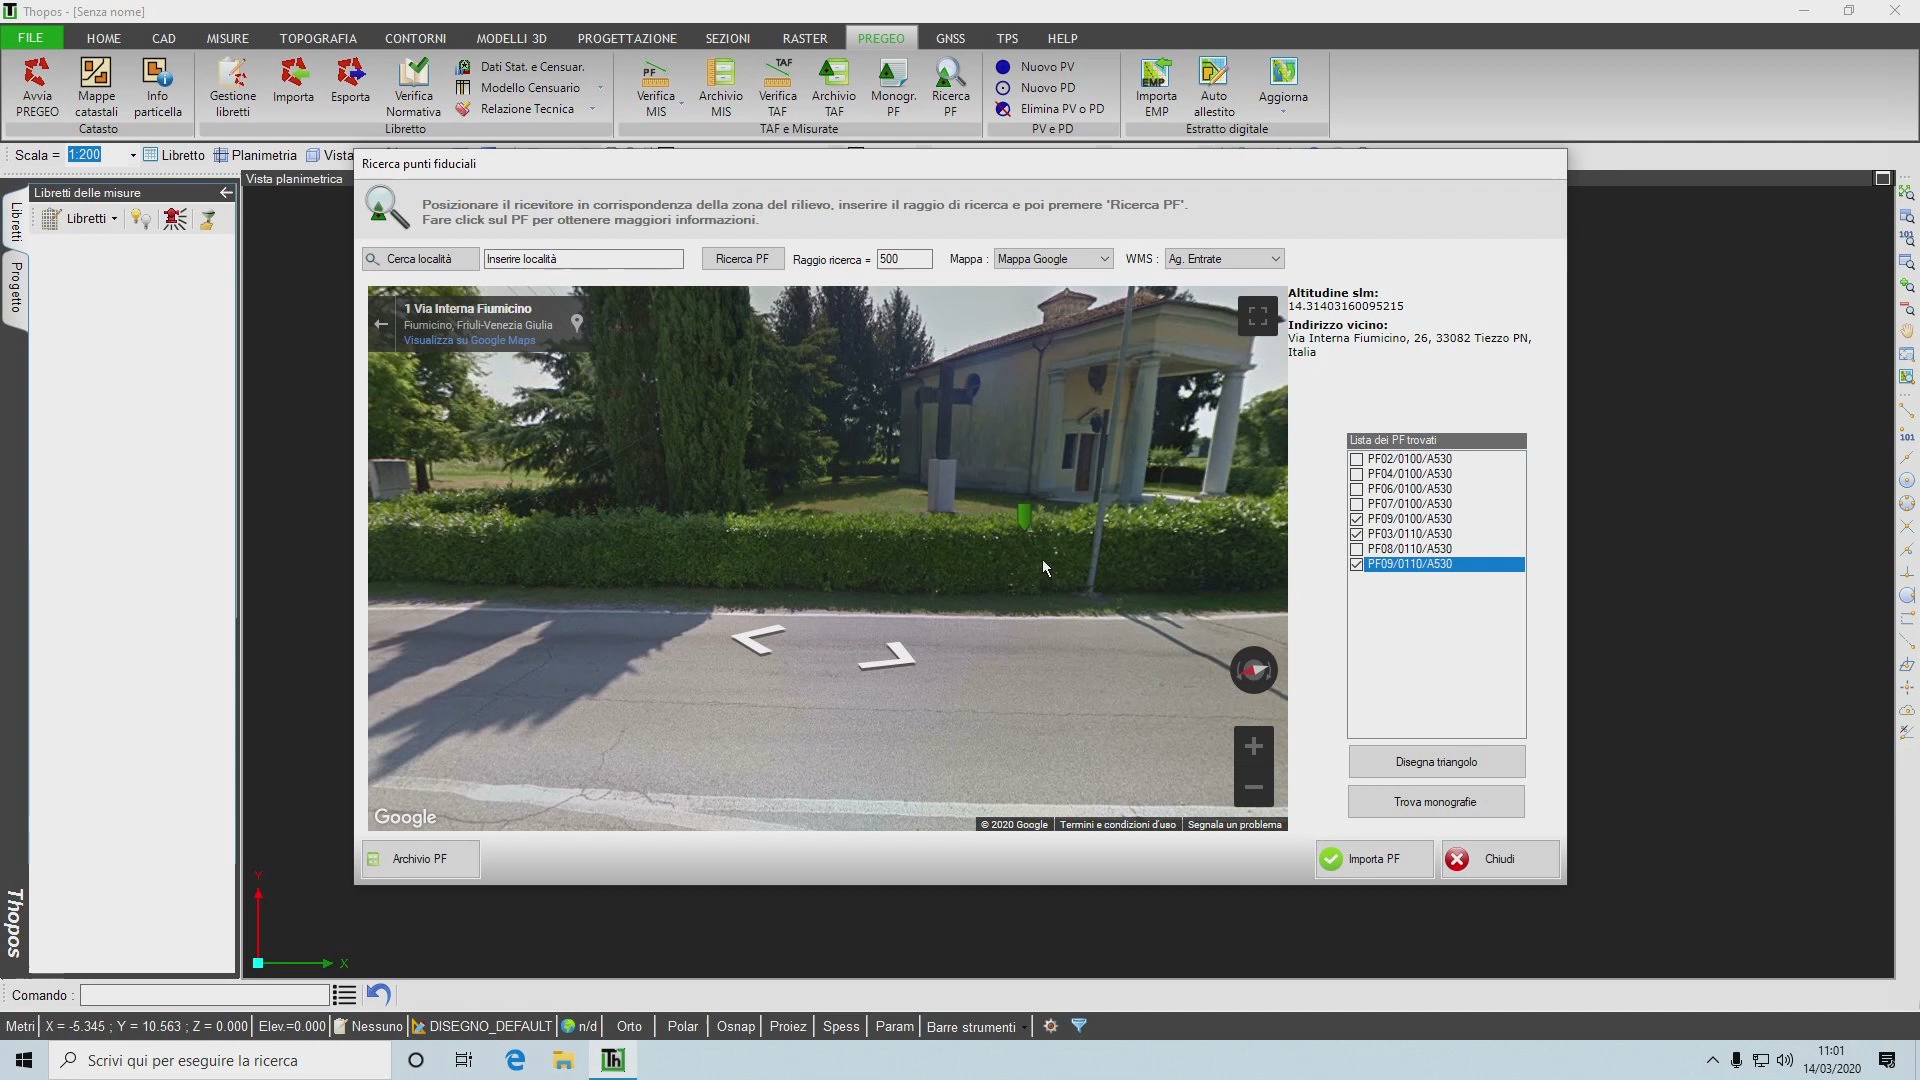 Thopos - [Senza nome]
FILE HOME CAD MISURE TOPOGRAFIA CONTORNI MODELLI 3D PROGETTAZIONE SEZIONI RASTER PREGEO GNSS TPS HELP
Avvia PREGEO
Mappe catastali
Info particella
Catasto
Gestione libretti
Importa
Esporta
Verifica Normativa
Dati Stat. e Censuar.
Modello Censuario
Relazione Tecnica
Libretto
Verifica MIS
Archivio MIS
Verifica TAF
Archivio TAF
Monogr. PF
Ricerca PF
TAF e Misurate
Nuovo PV
Nuovo PD
Elimina PV o PD
PV e PD
Importa EMP
Auto allestito
Aggiorna
Estratto digitale
Scala = 1:200 Libretto Planimetria Vista
Libretti delle misure
Libretti
Libretti
Progetto
Thopos
Vista planimetrica
Ricerca punti fiduciali
Posizionare il ricevitore in corrispondenza della zona del rilievo, inserire il raggio di ricerca e poi premere 'Ricerca PF'.
Fare click sul PF per ottenere maggiori informazioni.
Cerca località Inserire località Ricerca PF Raggio ricerca = 500 Mappa : Mappa Google WMS : Ag. Entrate
1 Via Interna Fiumicino
Fiumicino, Friuli-Venezia Giulia
Visualizza su Google Maps
Google
© 2020 Google Termini e condizioni d'uso Segnala un problema
Altitudine slm:
14.31403160095215
Indirizzo vicino:
Via Interna Fiumicino, 26, 33082 Tiezzo PN,
Italia
Lista dei PF trovati
PF02/0100/A530
PF04/0100/A530
PF06/0100/A530
PF07/0100/A530
PF09/0100/A530
PF03/0110/A530
PF08/0110/A530
PF09/0110/A530
Disegna triangolo
Trova monografie
Archivio PF Importa PF Chiudi
Y
X
101
101
Comando :
Metri X = -5.345 ; Y = 10.563 ; Z = 0.000 Elev.=0.000 Nessuno DISEGNO_DEFAULT n/d Orto Polar Osnap Proiez Spess Param Barre strumenti
Scrivi qui per eseguire la ricerca
11:01
14/03/2020